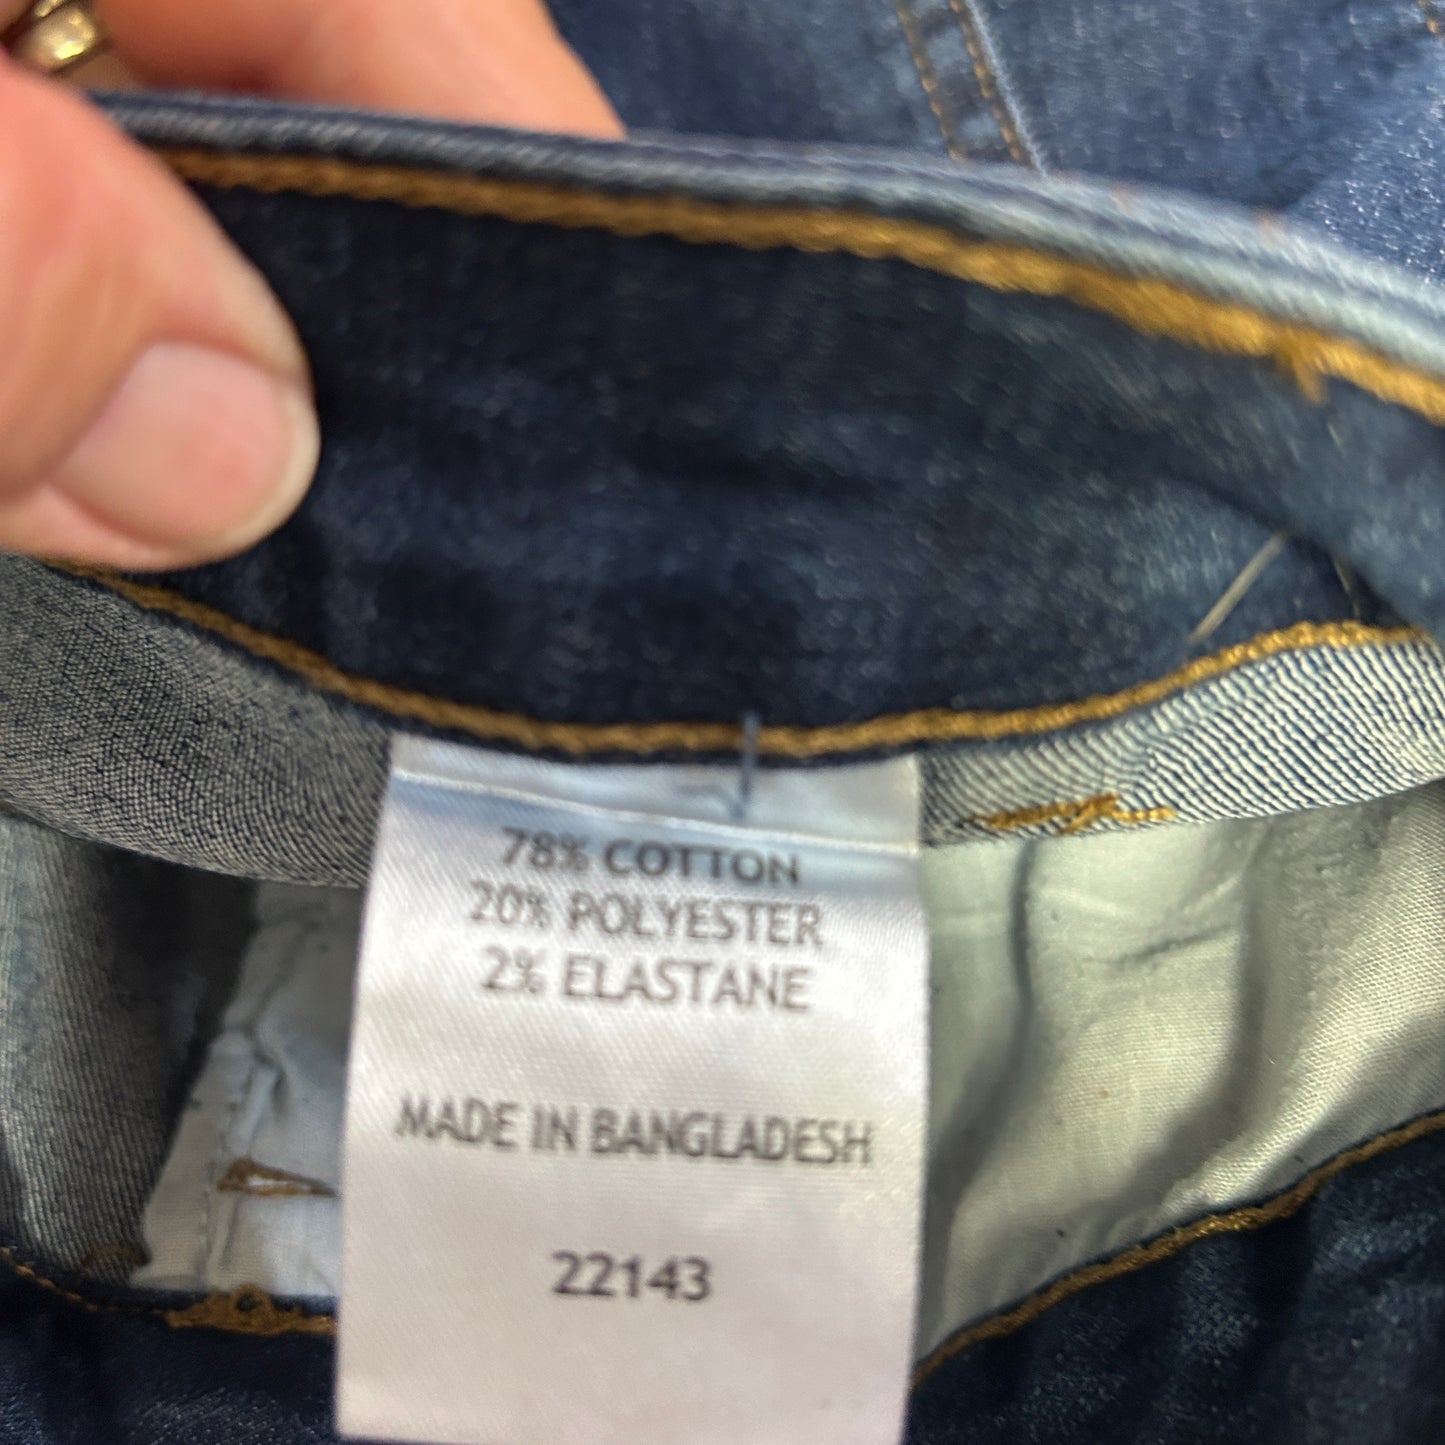 78% COTTON
20% POLYESTER
2% ELASTANE
MADE IN BANGLADESH
22143